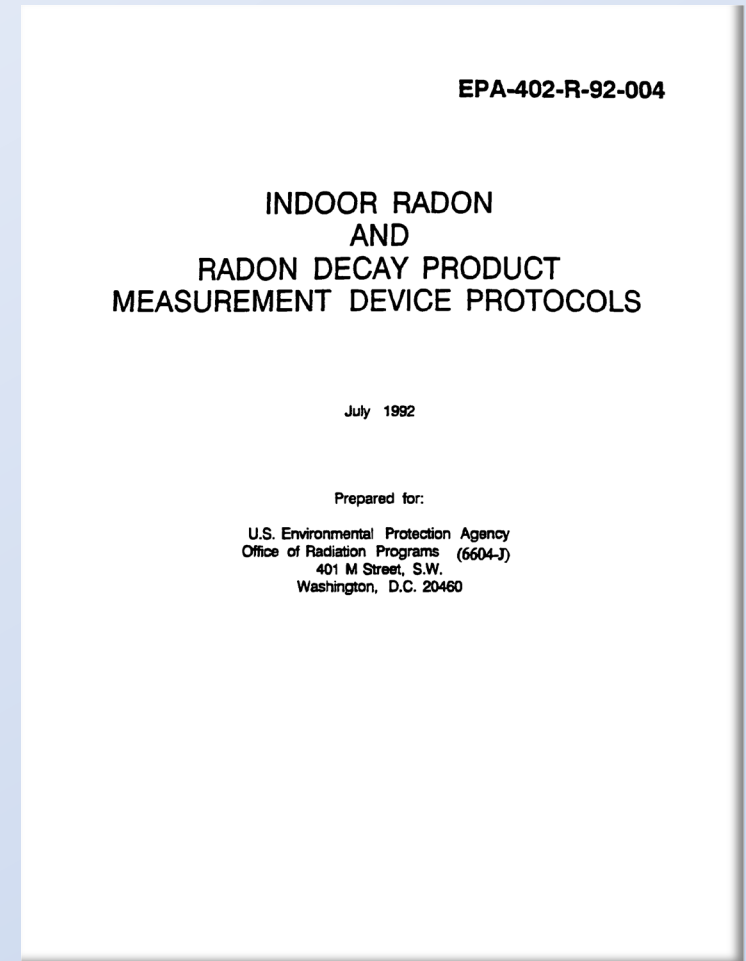 EPA-402-R-92-004
INDOOR RADON
AND
RADON DECAY PRODUCT
MEASUREMENT DEVICE PROTOCOLS
July 1992
Prepared for:
U.S. Environmental Protection Agency
Office of Radiation Programs (6604-J)
401 M Street, S.W.
Washington, D.C. 20460